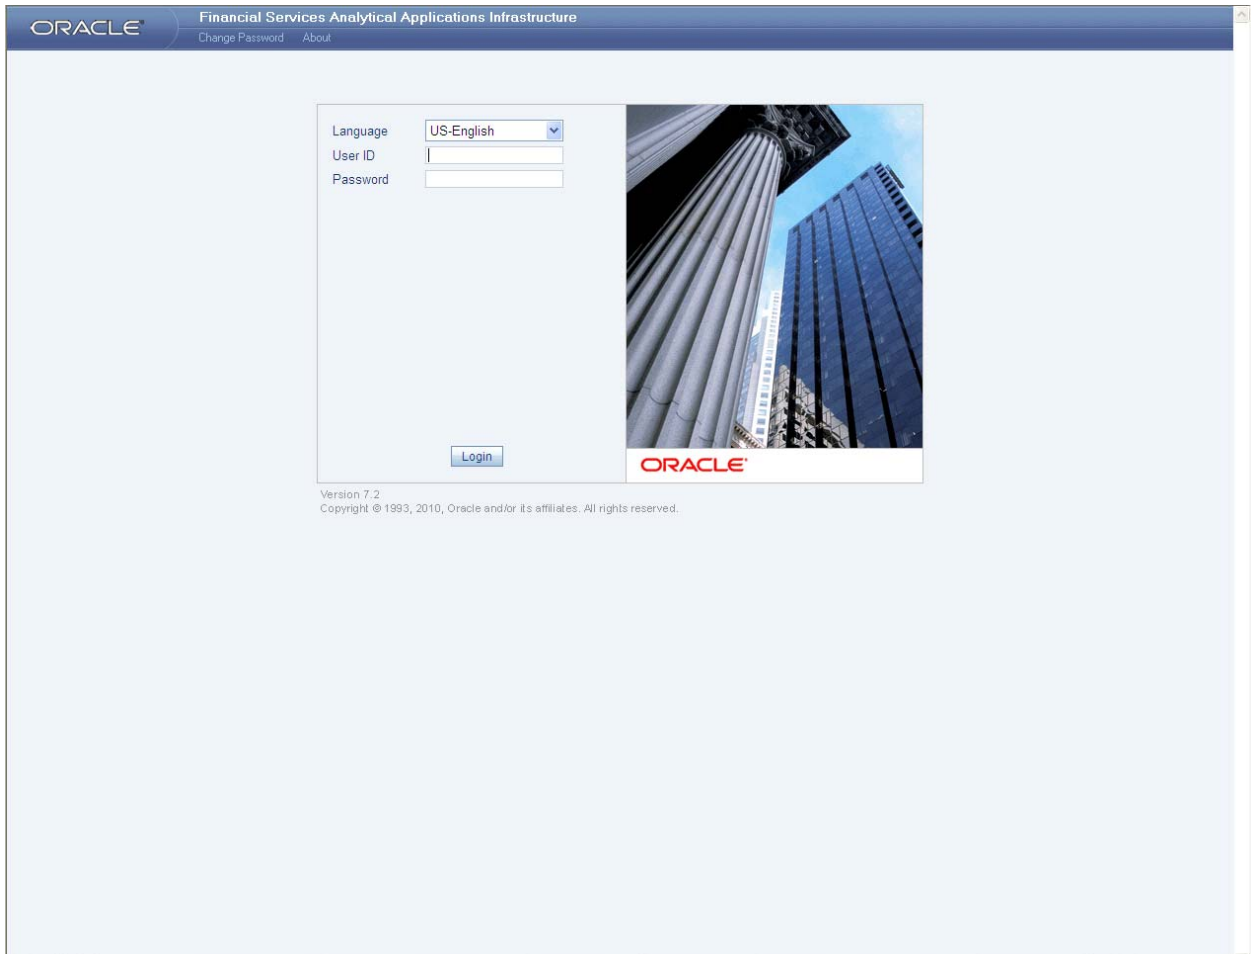 ORACLE®
Financial Services Analytical Applications Infrastructure
Change Password About
Language US-English
User ID
Password
Login
ORACLE®
Version 7.2
Copyright © 1993, 2010, Oracle and/or its affiliates. All rights reserved.